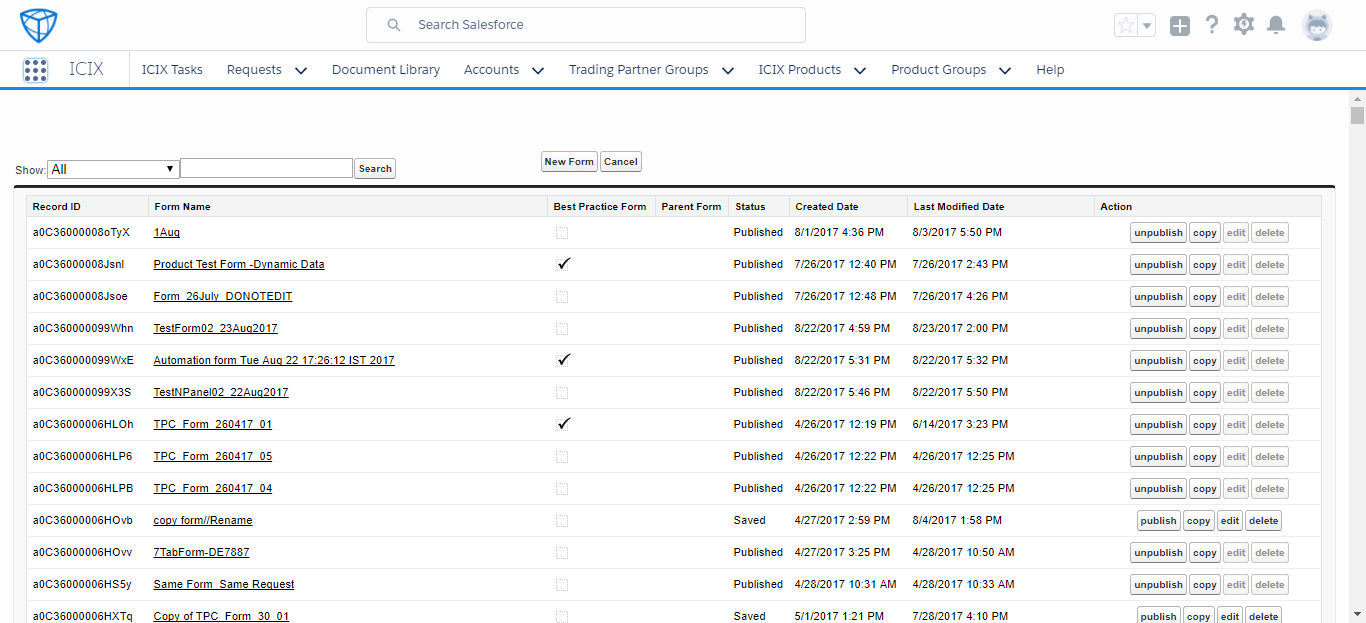 Search Salesforce
ICIX ICIX Tasks Requests Document Library Accounts Trading Partner Groups ICIX Products Product Groups Help
Show: All Search New Form Cancel
Record ID Form Name Best Practice Form Parent Form Status Created Date Last Modified Date Action
a0C36000008oTyX 1Aug Published 8/1/2017 4:36 PM 8/3/2017 5:50 PM unpublish copy edit delete
a0C36000008Jsnl Product Test Form -Dynamic Data Published 7/26/2017 12:40 PM 7/26/2017 2:43 PM unpublish copy edit delete
a0C36000008Jsoe Form_26July_DONOTEDIT Published 7/26/2017 12:48 PM 7/26/2017 4:26 PM unpublish copy edit delete
a0C360000099Whn TestForm02_23Aug2017 Published 8/22/2017 4:59 PM 8/23/2017 2:00 PM unpublish copy edit delete
a0C360000099WxE Automation form Tue Aug 22 17:26:12 IST 2017 Published 8/22/2017 5:31 PM 8/22/2017 5:32 PM unpublish copy edit delete
a0C360000099X3S TestNPanel02_22Aug2017 Published 8/22/2017 5:46 PM 8/22/2017 5:50 PM unpublish copy edit delete
a0C36000006HLOh TPC_Form_260417_01 Published 4/26/2017 12:19 PM 6/14/2017 3:23 PM unpublish copy edit delete
a0C36000006HLP6 TPC_Form_260417_05 Published 4/26/2017 12:22 PM 4/26/2017 12:25 PM unpublish copy edit delete
a0C36000006HLPB TPC_Form_260417_04 Published 4/26/2017 12:22 PM 4/26/2017 12:25 PM unpublish copy edit delete
a0C36000006HOvb copy form//Rename Saved 4/27/2017 2:59 PM 8/4/2017 1:58 PM publish copy edit delete
a0C36000006HOvv 7TabForm-DE7887 Published 4/27/2017 3:25 PM 4/28/2017 10:50 AM unpublish copy edit delete
a0C36000006HS5y Same Form_Same Request Published 4/28/2017 10:31 AM 4/28/2017 10:33 AM unpublish copy edit delete
a0C36000006HXTq Copy of TPC_Form_30_01 Saved 5/1/2017 1:21 PM 7/28/2017 4:10 PM publish copy edit delete